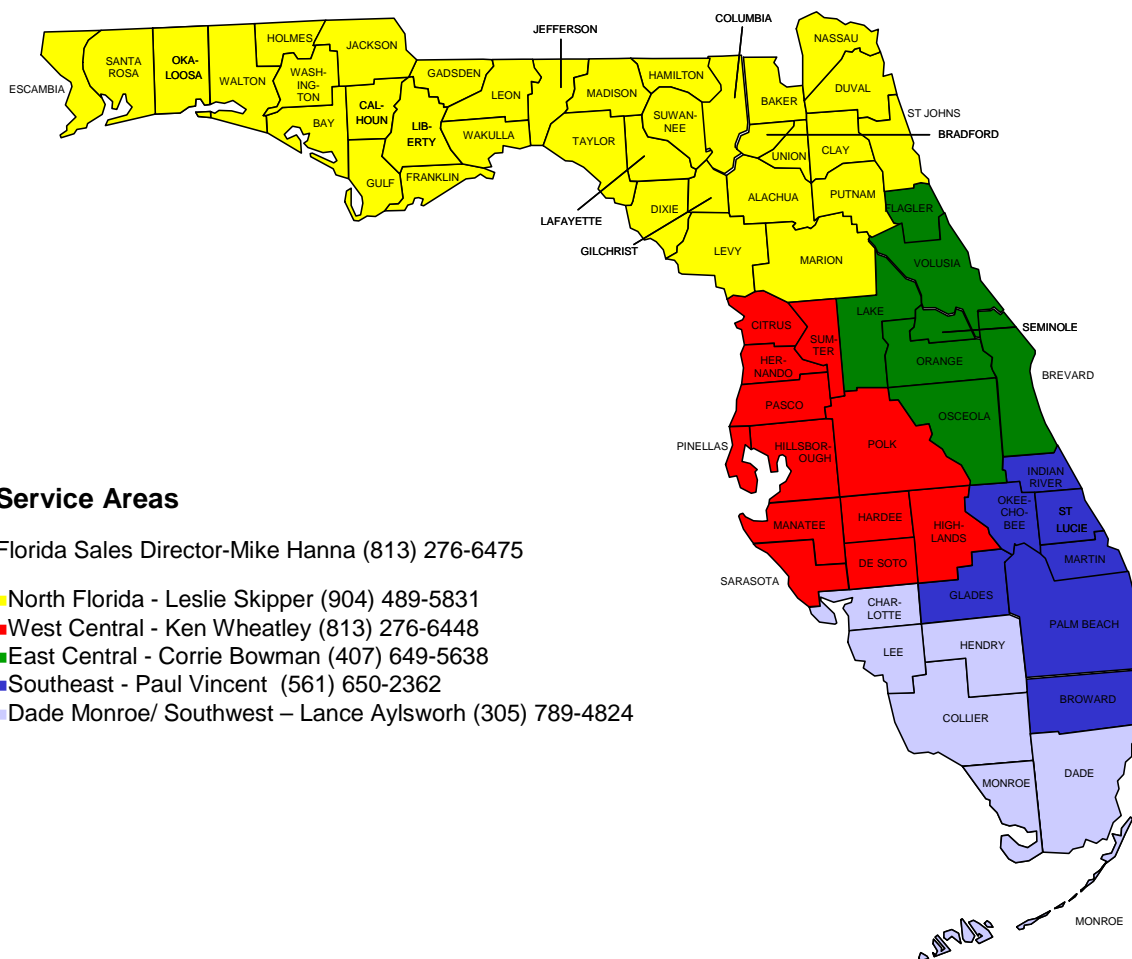 COLUMBIA
JEFFERSON
NASSAU
HOLMES
JACKSON
SANTA
ROSA
OKA-
LOOSA
WALTON
WASH-
ING-
TON
GADSDEN
LEON
MADISON
HAMILTON
BAKER
DUVAL
ESCAMBIA
CAL-
HOUN
BAY
LIB-
ERTY
WAKULLA
TAYLOR
SUWAN-
NEE
ST JOHNS
BRADFORD
UNION
CLAY
GULF
FRANKLIN
LAFAYETTE
DIXIE
ALACHUA
PUTNAM
FLAGLER
GILCHRIST
LEVY
MARION
VOLUSIA
CITRUS
SUM-
TER
LAKE
SEMINOLE
HER-
NANDO
ORANGE
BREVARD
PASCO
OSCEOLA
PINELLAS
HILLSBOR-
OUGH
POLK
INDIAN
RIVER
OKEE-
CHO-
BEE
ST
LUCIE
MANATEE
HARDEE
HIGH-
LANDS
MARTIN
SARASOTA
DE SOTO
GLADES
CHAR-
LOTTE
PALM BEACH
LEE
HENDRY
BROWARD
COLLIER
MONROE
DADE
MONROE
Service Areas
Florida Sales Director-Mike Hanna (813) 276-6475
North Florida - Leslie Skipper (904) 489-5831
West Central - Ken Wheatley (813) 276-6448
East Central - Corrie Bowman (407) 649-5638
Southeast - Paul Vincent (561) 650-2362
Dade Monroe/ Southwest – Lance Aylsworh (305) 789-4824